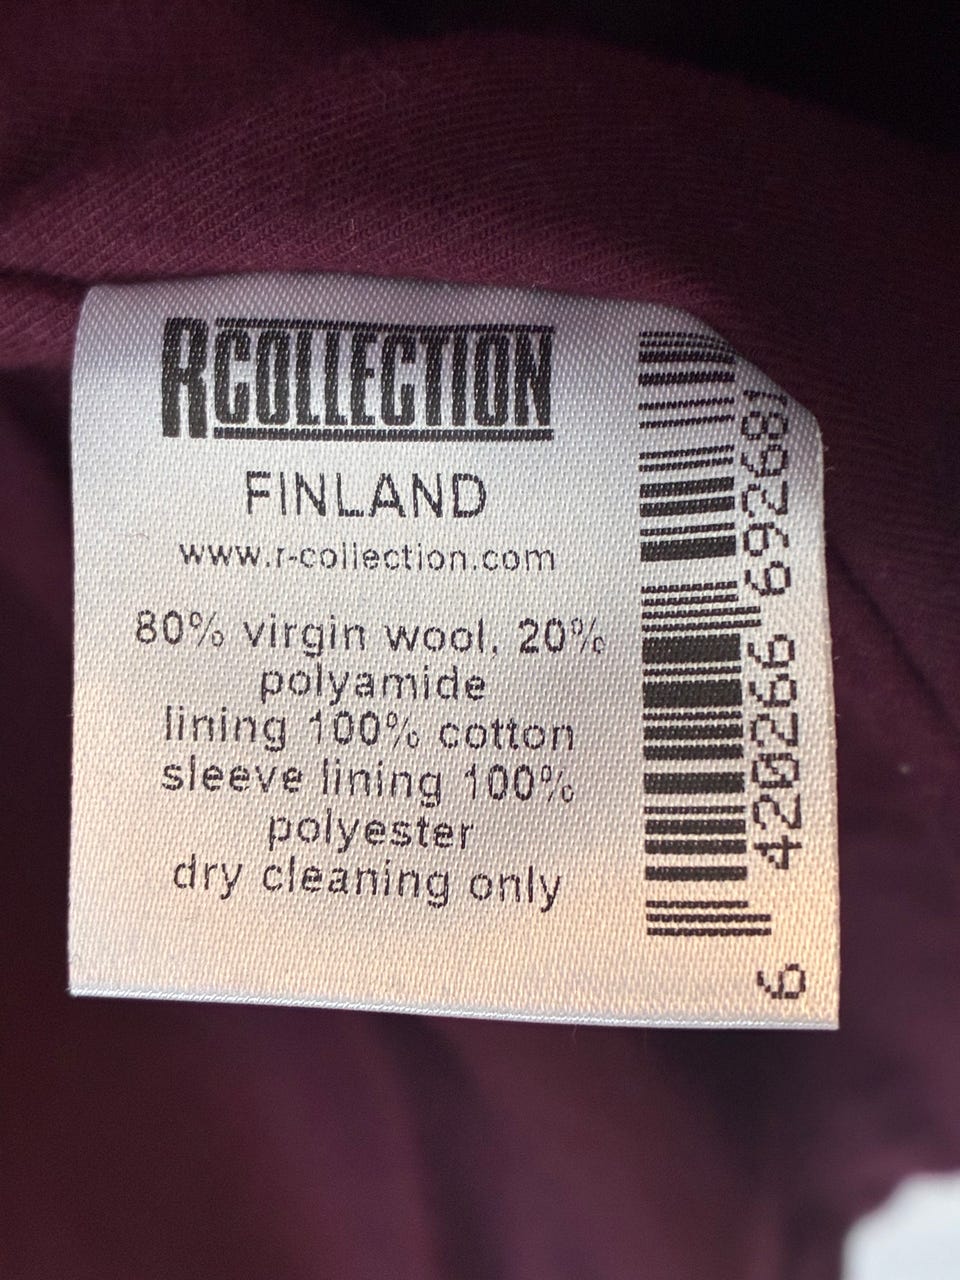 RCOLLECTION
FINLAND
www.r-collection.com
80% virgin wool, 20%
polyamide
lining 100% cotton
sleeve lining 100%
polyester
dry cleaning only
6 420266 692681